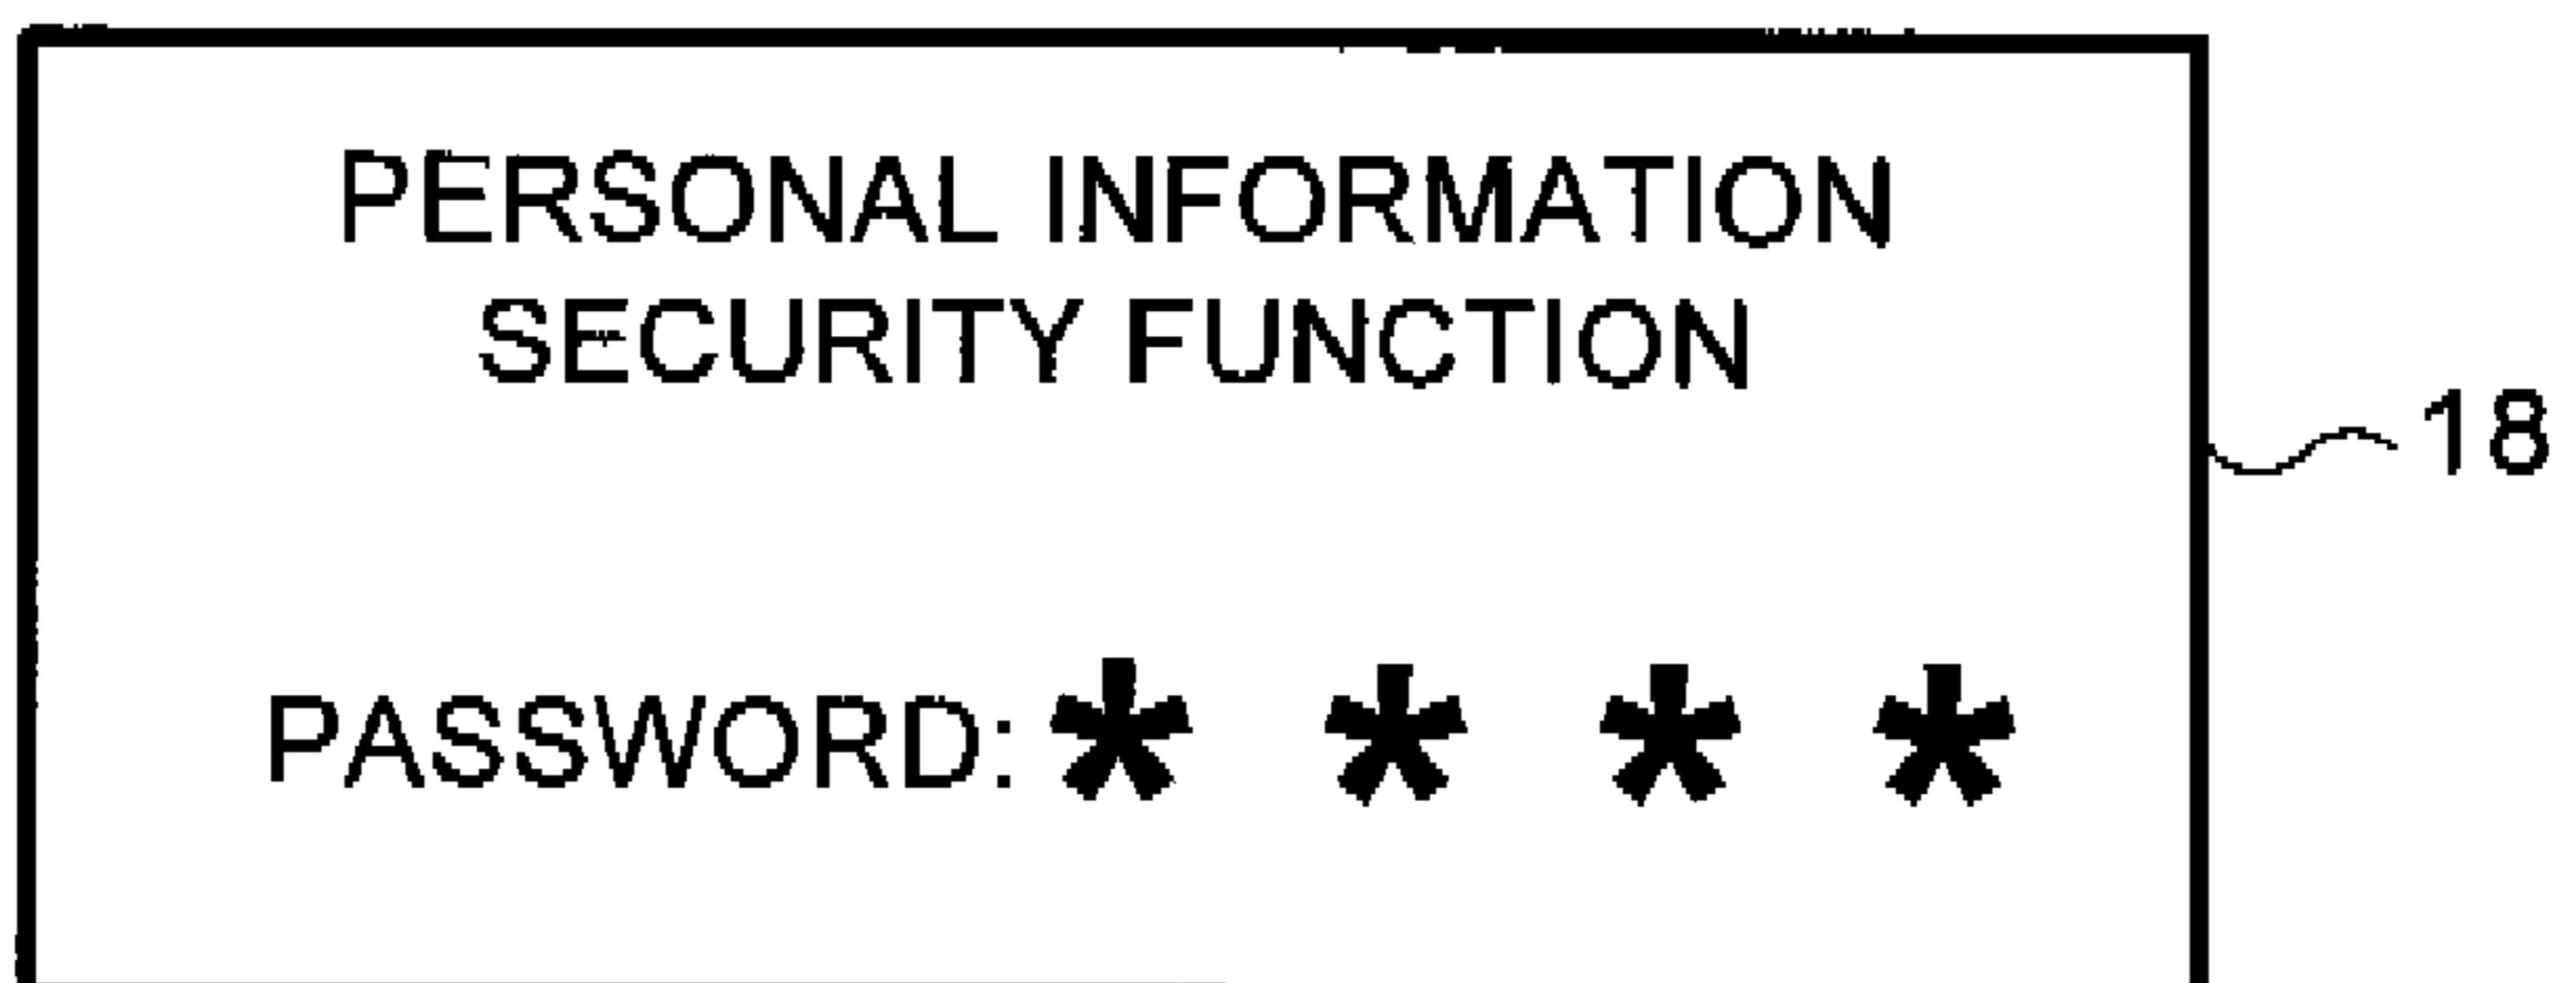 PERSONAL INFORMATION
SECURITY FUNCTION
18
PASSWORD: * * * *